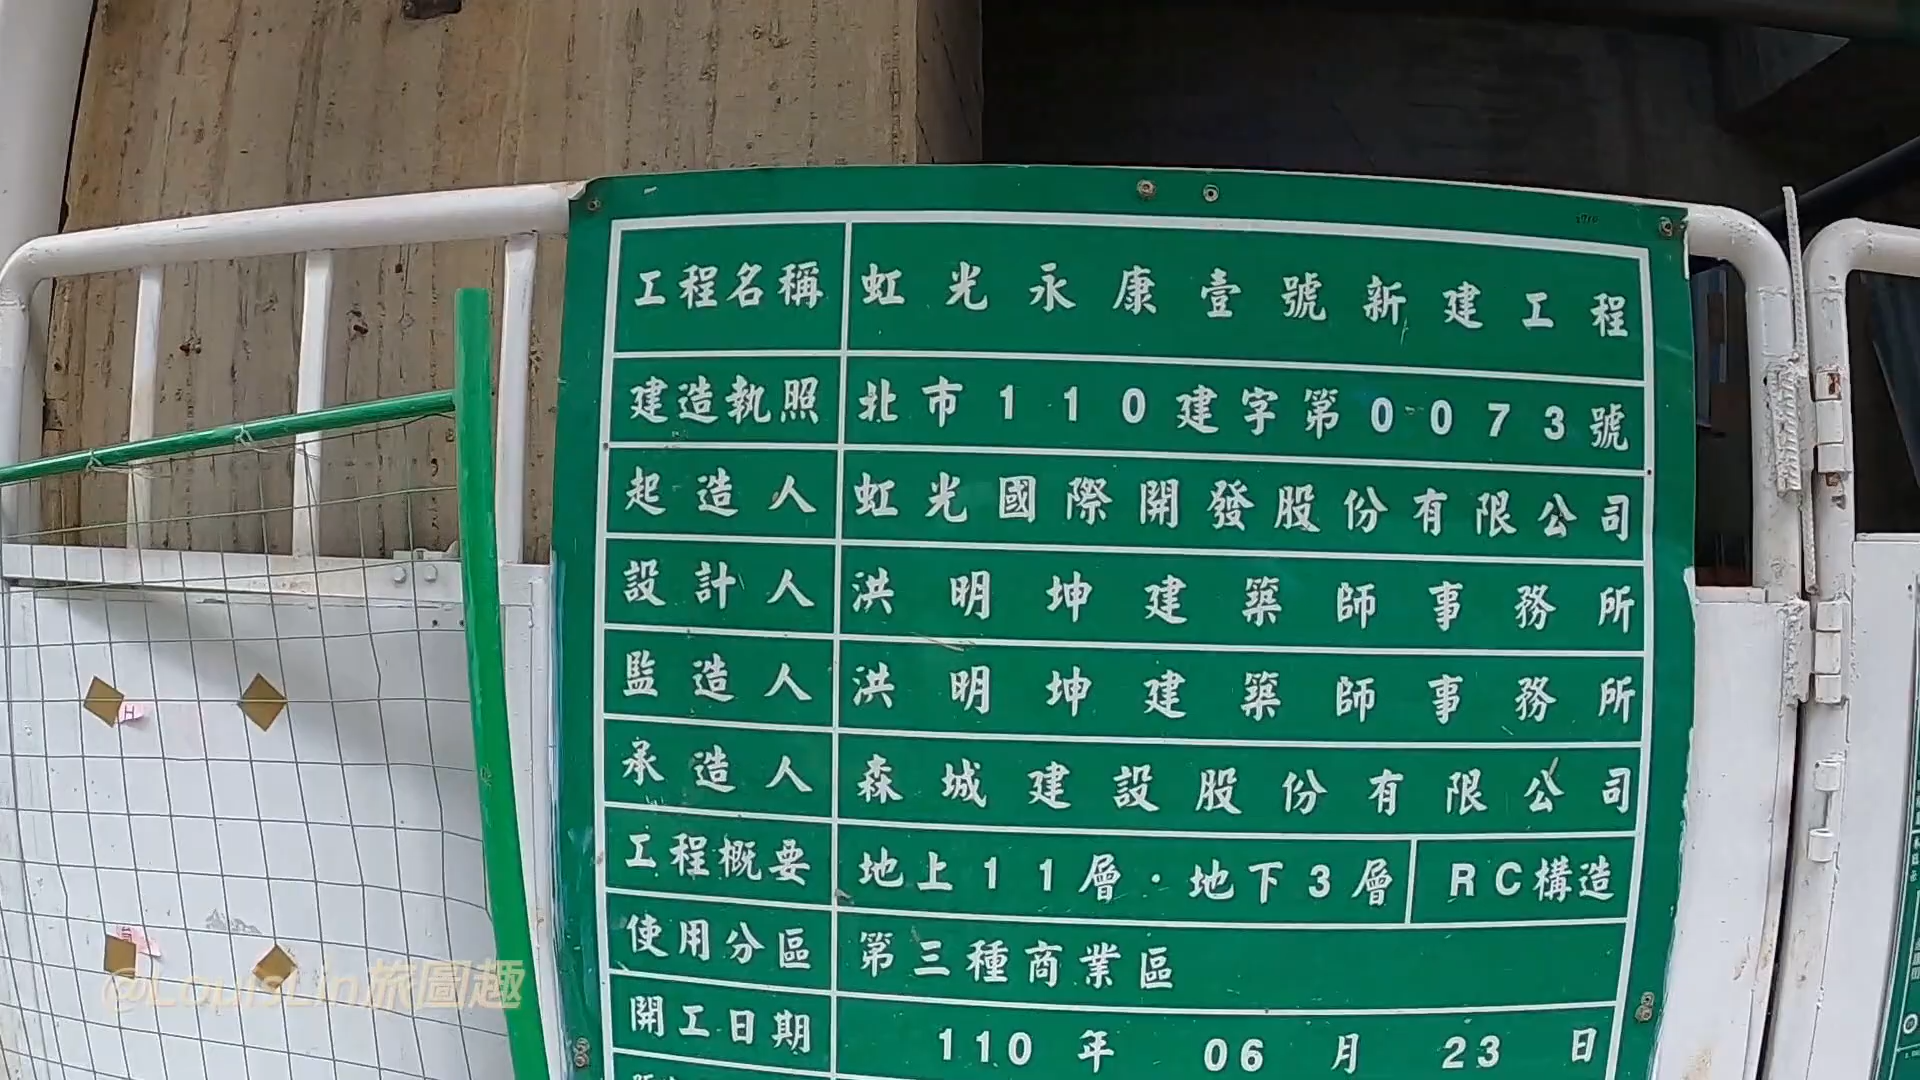 工程名稱 虹光永康壹號新建工程
建造執照 北市110建字第0073號
起造人 虹光國際開發股份有限公司
設計人 洪明坤建築師事務所
監造人 洪明坤建築師事務所
承造人 森城建設股份有限公司
工程概要 地上11層·地下3層 RC構造
使用分區 第三種商業區
開工日期 110年06月23日
@LouisLin旅圖趣